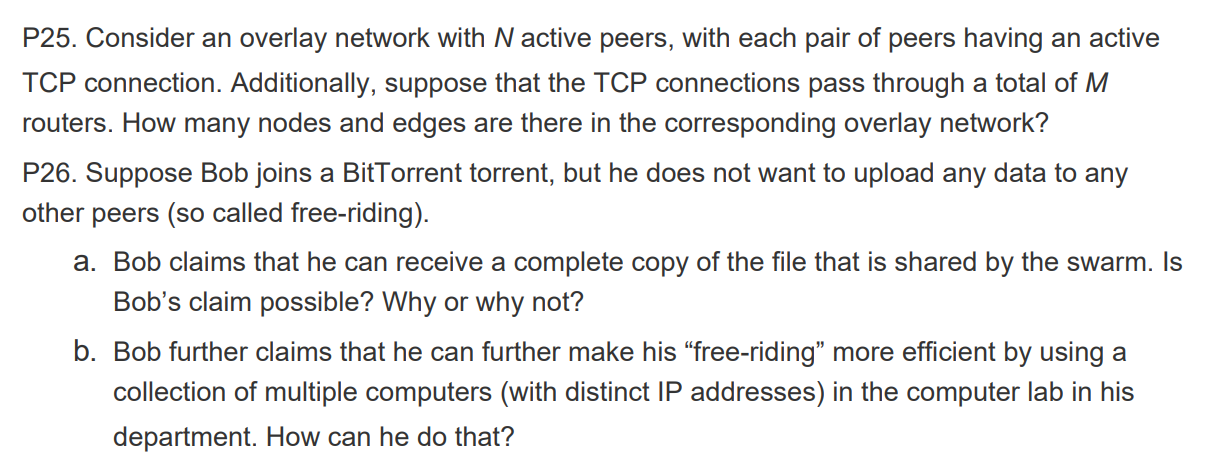 P25. Consider an overlay network with N active peers, with each pair of peers having an active
TCP connection. Additionally, suppose that the TCP connections pass through a total of M
routers. How many nodes and edges are there in the corresponding overlay network?
P26. Suppose Bob joins a BitTorrent torrent, but he does not want to upload any data to any
other peers (so called free-riding).
a. Bob claims that he can receive a complete copy of the file that is shared by the swarm. Is
Bob’s claim possible? Why or why not?
b. Bob further claims that he can further make his “free-riding” more efficient by using a
collection of multiple computers (with distinct IP addresses) in the computer lab in his
department. How can he do that?